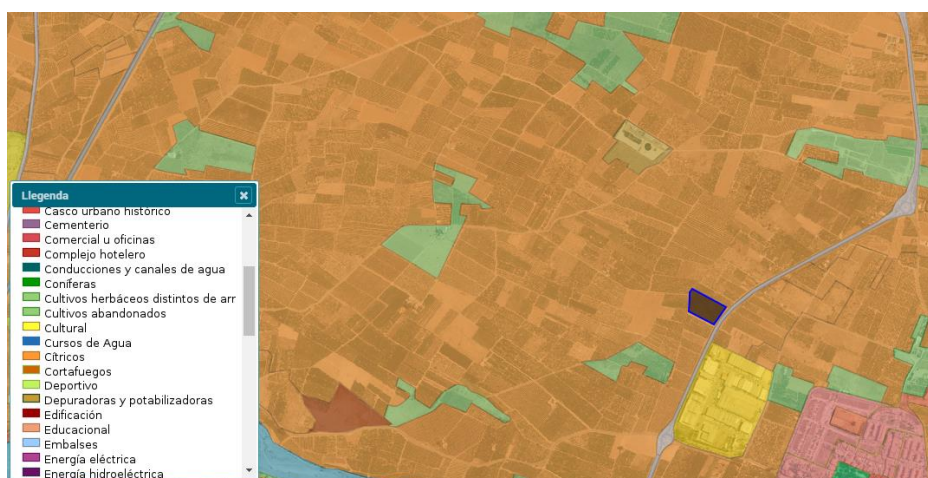 Llegenda
Casco urbano histórico
Cementerio
Comercial u oficinas
Complejo hotelero
Conducciones y canales de agua
Coníferas
Cultivos herbáceos distintos de arr
Cultivos abandonados
Cultural
Cursos de Agua
Cítricos
Cortafuegos
Deportivo
Depuradoras y potabilizadoras
Edificación
Educacional
Embalses
Energía eléctrica
Energía hidroeléctrica